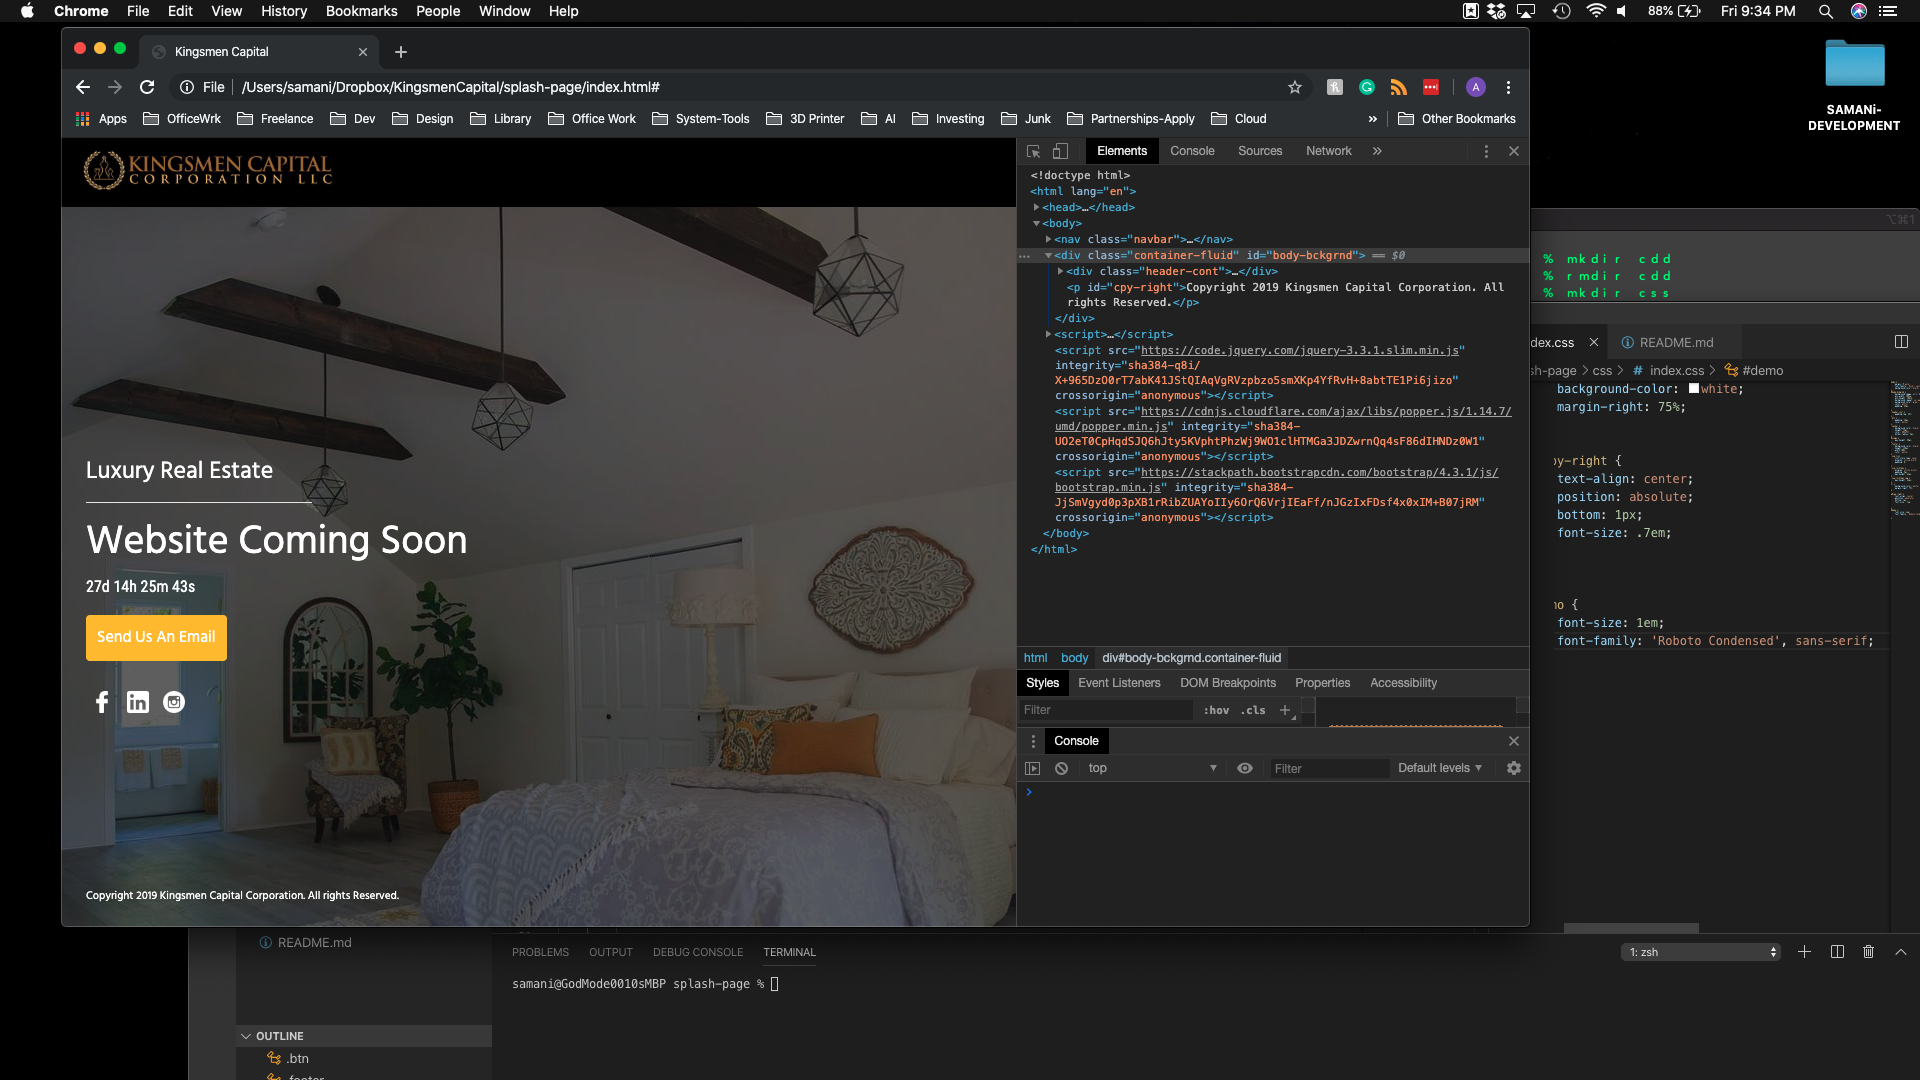 Chrome File Edit View History Bookmarks People Window Help
88% Fri 9:34 PM
SAMANi-
DEVELOPMENT
Kingsmen Capital
File /Users/samani/Dropbox/KingsmenCapital/splash-page/index.html#
A
Apps OfficeWrk Freelance Dev Design Library Office Work System-Tools 3D Printer AI Investing Junk Partnerships-Apply Cloud » Other Bookmarks
KINGSMEN CAPITAL
CORPORATION LLC
Luxury Real Estate
Website Coming Soon
27d 14h 25m 43s
Send Us An Email
Copyright 2019 Kingsmen Capital Corporation. All rights Reserved.
Elements Console Sources Network »
<!doctype html>
<html lang="en">
<head>…</head>
<body>
<nav class="navbar">…</nav>
<div class="container-fluid" id="body-bckgrnd"> == $0
<div class="header-cont">…</div>
<p id="cpy-right">Copyright 2019 Kingsmen Capital Corporation. All
rights Reserved.</p>
</div>
<script>…</script>
<script src="https://code.jquery.com/jquery-3.3.1.slim.min.js"
integrity="sha384-q8i/
X+965DzO0rT7abK41JStQIAqVgRVzpbzo5smXKp4YfRvH+8abtTE1Pi6jizo"
crossorigin="anonymous"></script>
<script src="https://cdnjs.cloudflare.com/ajax/libs/popper.js/1.14.7/
umd/popper.min.js" integrity="sha384-
UO2eT0CpHqdSJQ6hJty5KVphtPhzWj9WO1clHTMGa3JDZwrnQq4sF86dIHNDz0W1"
crossorigin="anonymous"></script>
<script src="https://stackpath.bootstrapcdn.com/bootstrap/4.3.1/js/
bootstrap.min.js" integrity="sha384-
JjSmVgyd0p3pXB1rRibZUAYoIIy6OrQ6VrjIEaFf/nJGzIxFDsf4x0xIM+B07jRM"
crossorigin="anonymous"></script>
</body>
</html>
html body div#body-bckgrnd.container-fluid
Styles Event Listeners DOM Breakpoints Properties Accessibility
Filter :hov .cls +
Console
top Filter Default levels
⌥⌘1
% mkdir cdd
% rmdir cdd
% mkdir css
dex.css README.md
sh-page > css > # index.css > #demo
background-color: white;
margin-right: 75%;
py-right {
text-align: center;
position: absolute;
bottom: 1px;
font-size: .7em;
mo {
font-size: 1em;
font-family: 'Roboto Condensed', sans-serif;
README.md
OUTLINE
.btn
.footer
PROBLEMS OUTPUT DEBUG CONSOLE TERMINAL
1: zsh
samani@GodMode0010sMBP splash-page %